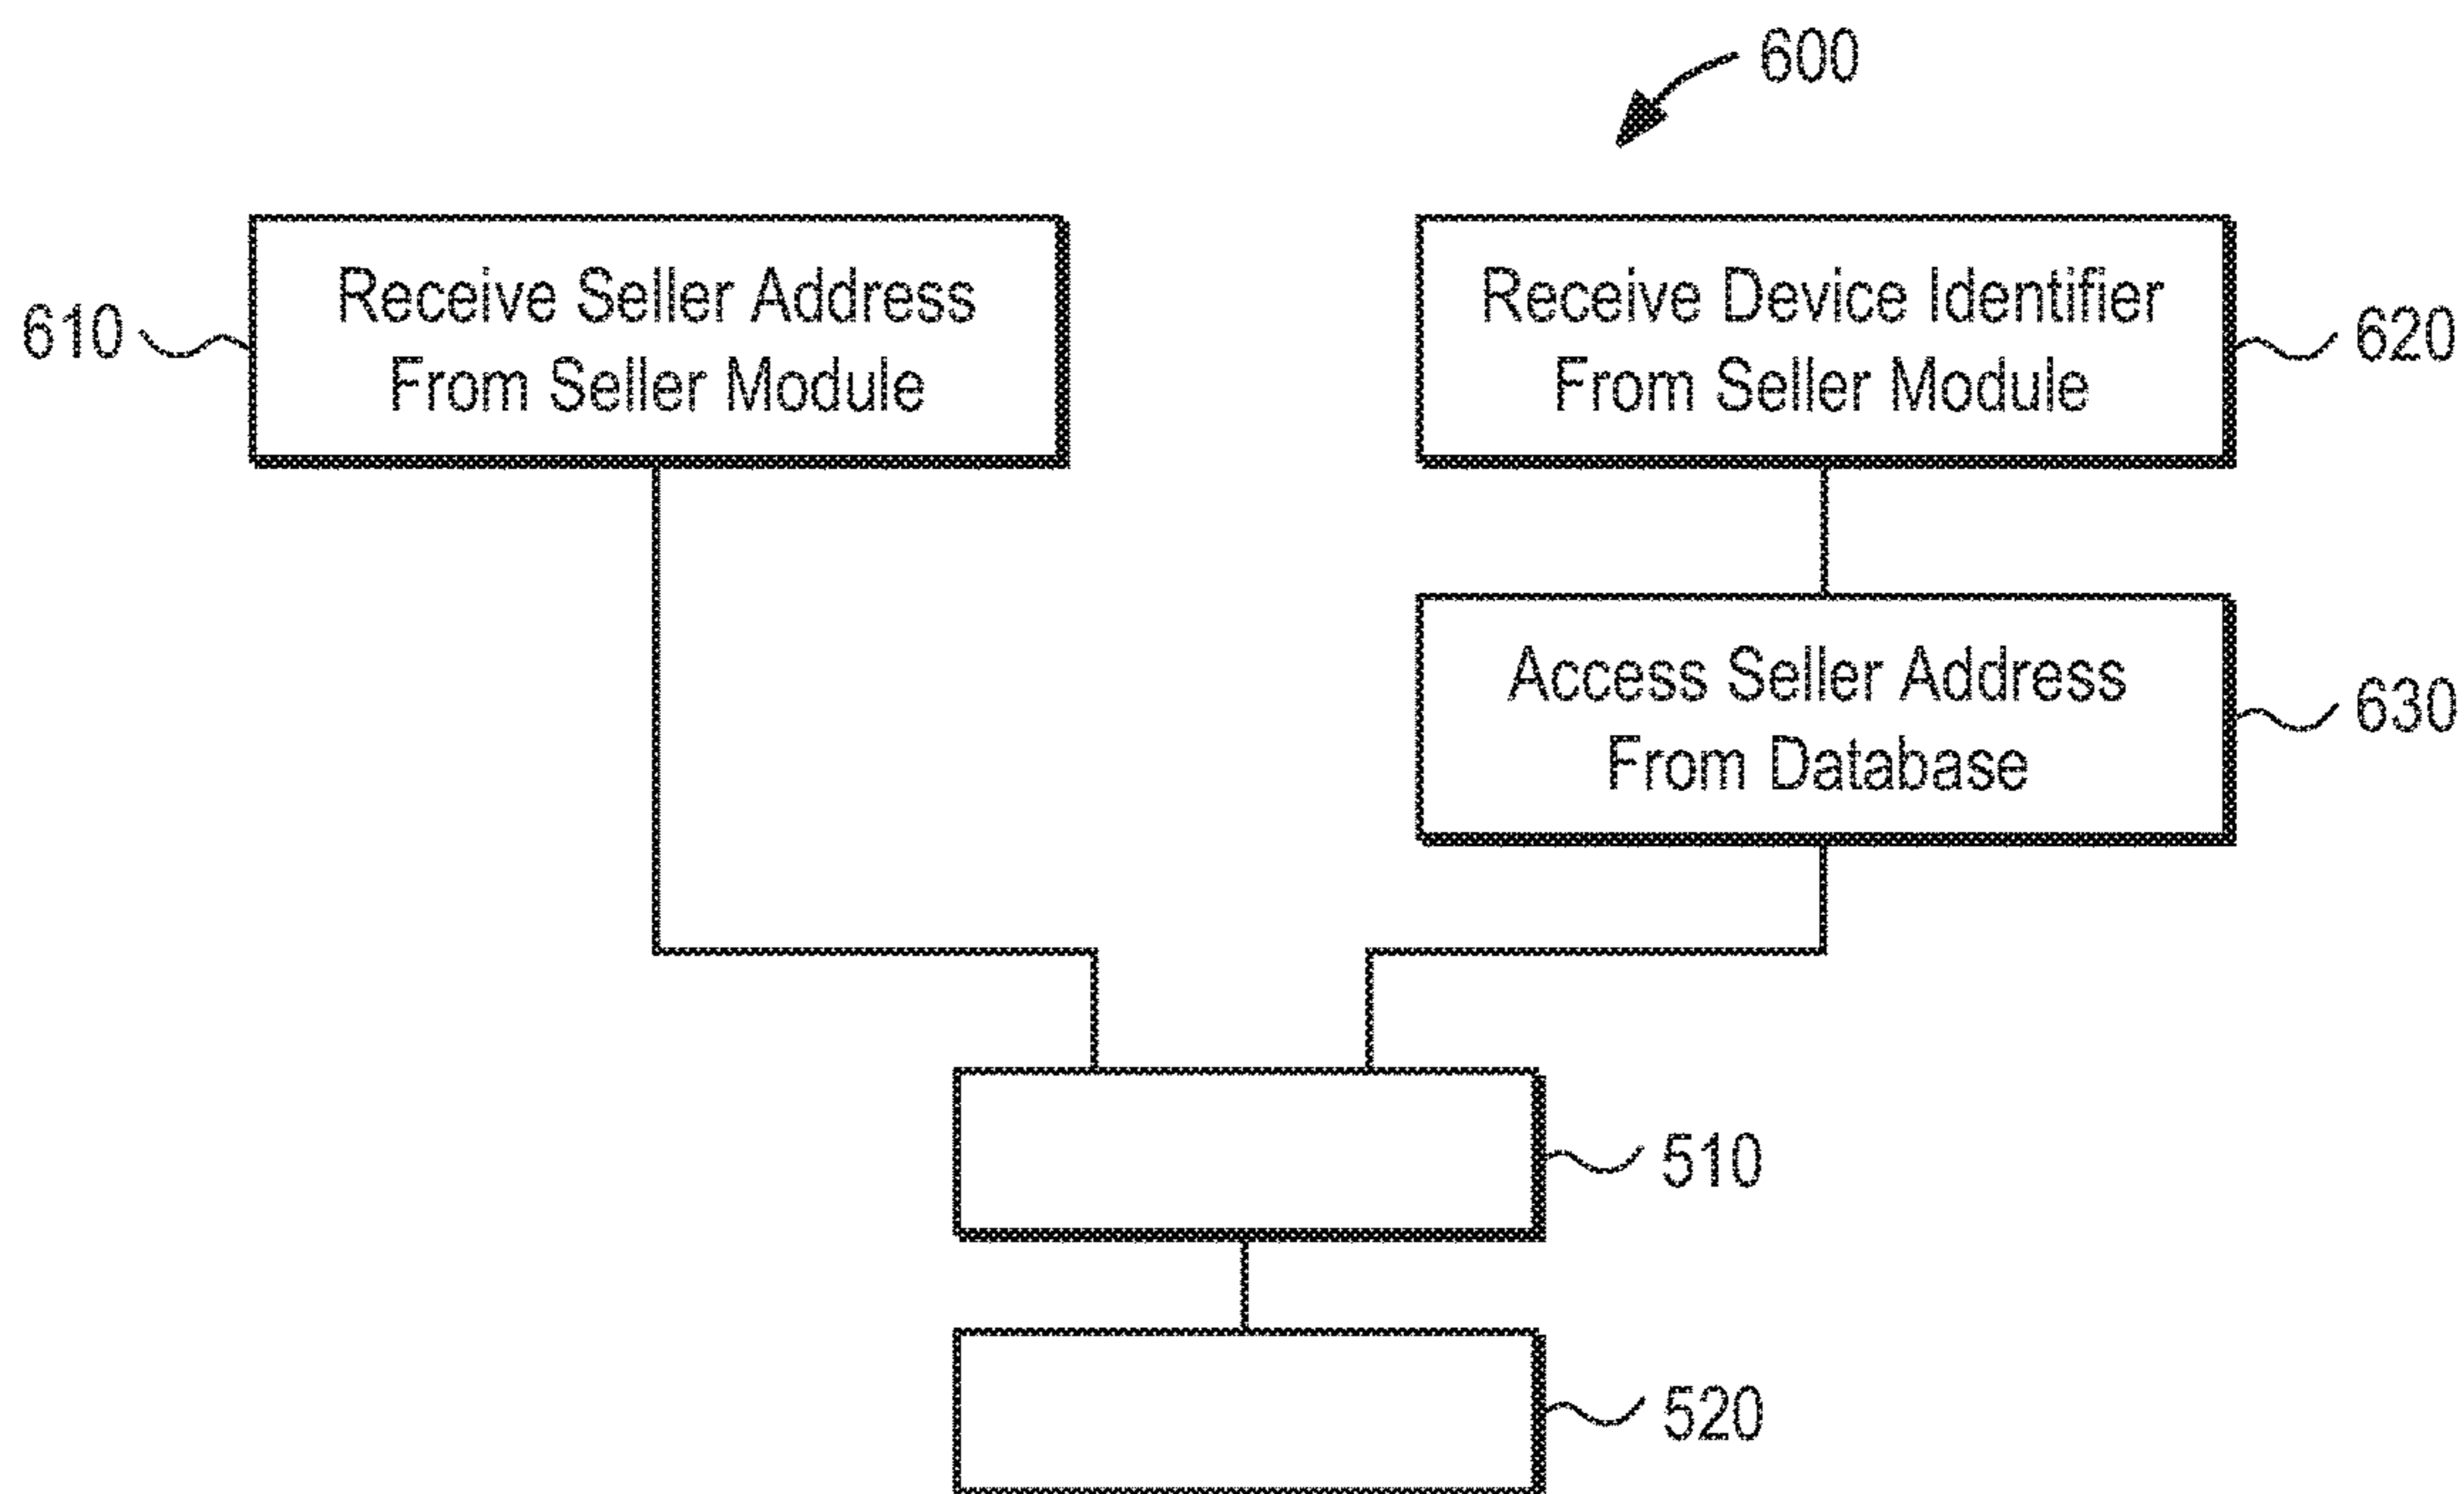 600
Receive Seller Address
From Seller Module
610
Receive Device Identifier
From Seller Module
620
Access Seller Address
From Database
630
510
520